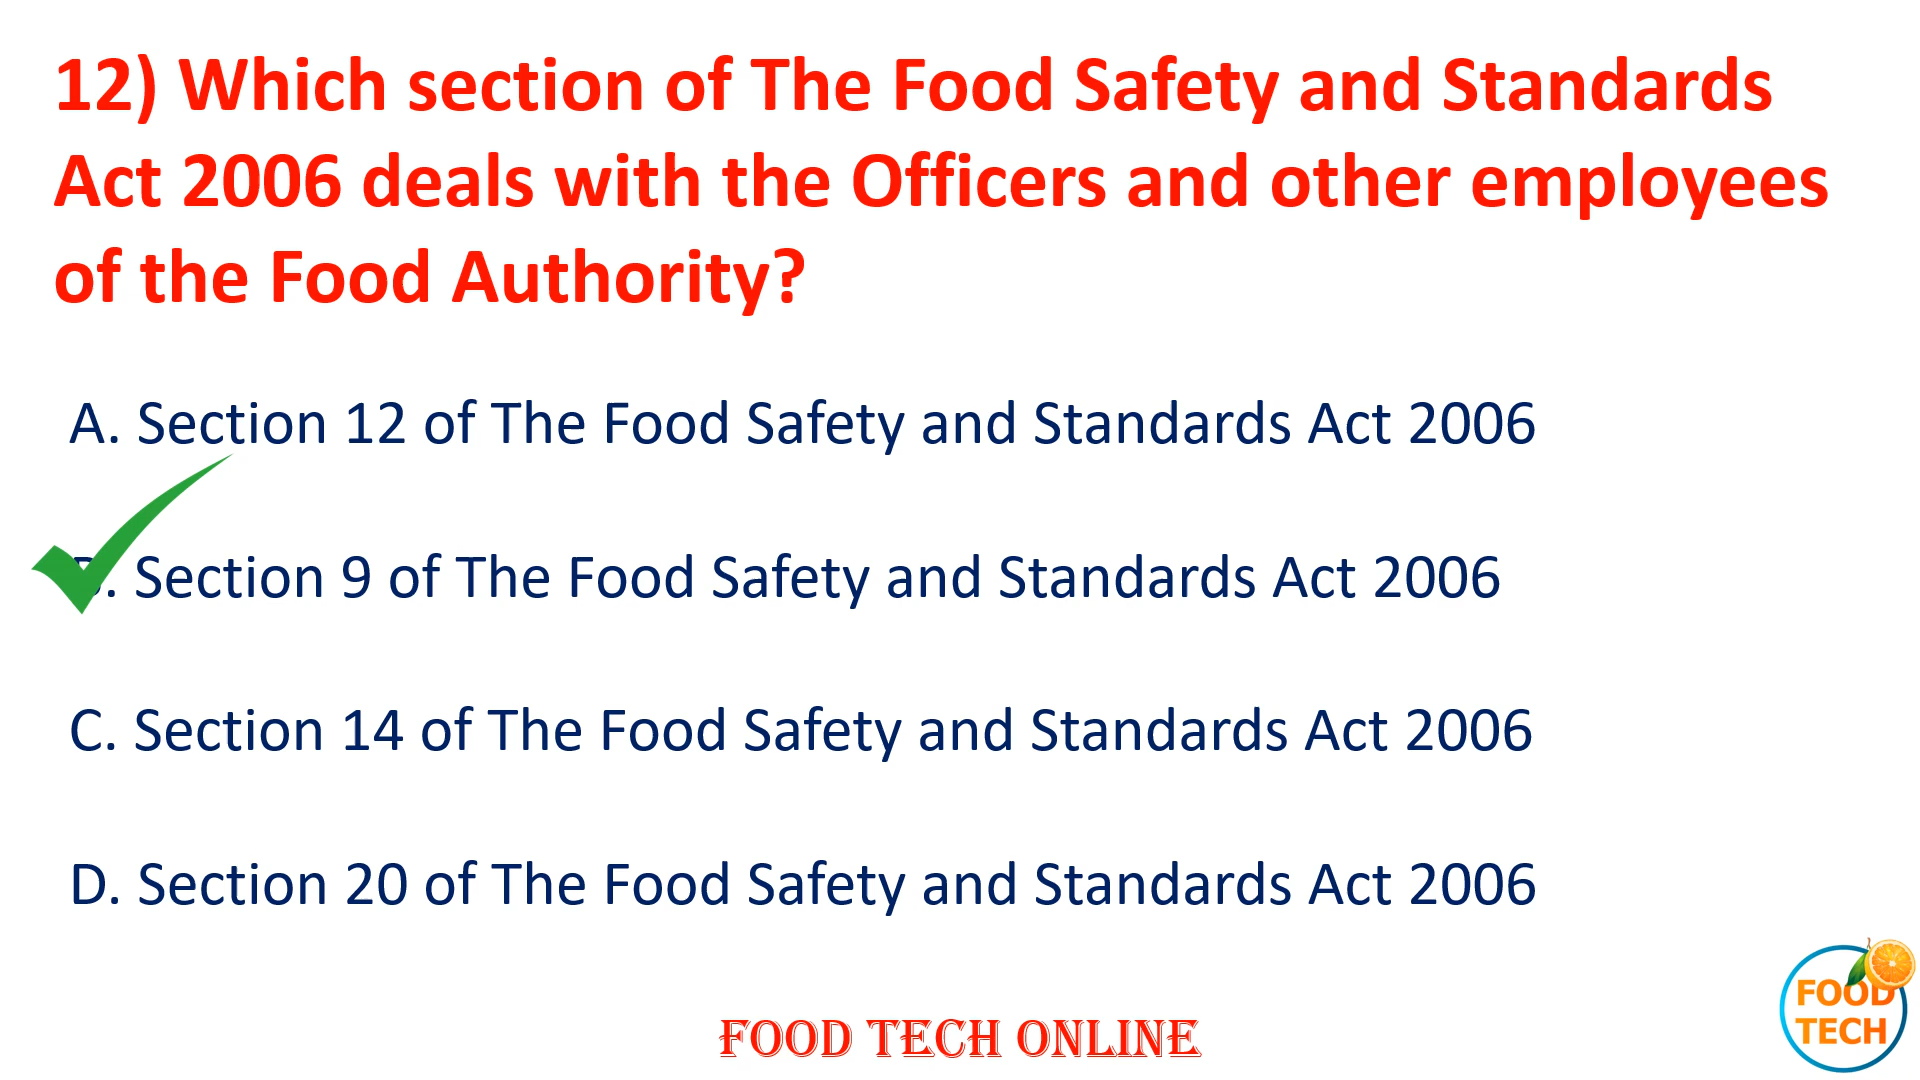 12) Which section of The Food Safety and Standards
Act 2006 deals with the Officers and other employees
of the Food Authority?
A. Section 12 of The Food Safety and Standards Act 2006
B. Section 9 of The Food Safety and Standards Act 2006
C. Section 14 of The Food Safety and Standards Act 2006
D. Section 20 of The Food Safety and Standards Act 2006
FOOD TECH ONLINE
FOOD
TECH